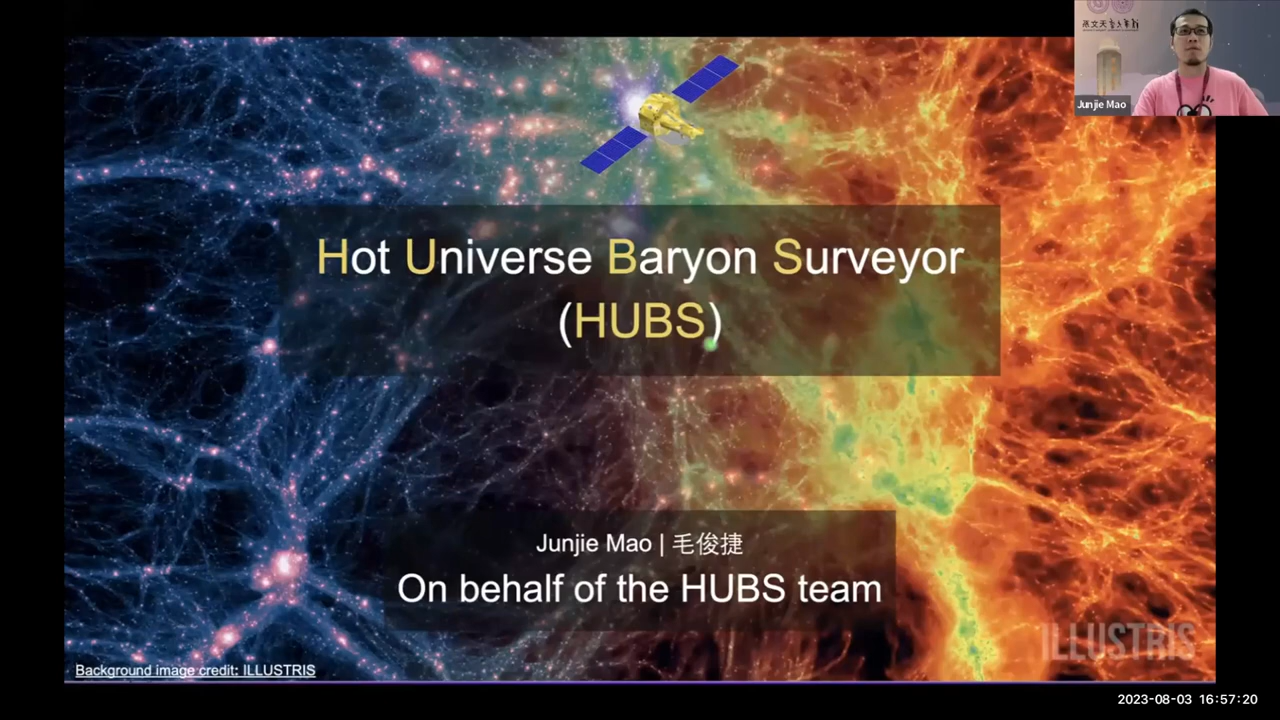 Hot Universe Baryon Surveyor
(HUBS)
Junjie Mao | 毛俊捷
On behalf of the HUBS team
Background image credit: ILLUSTRIS
ILLUSTRIS
Junjie Mao
2023-08-03 16:57:20